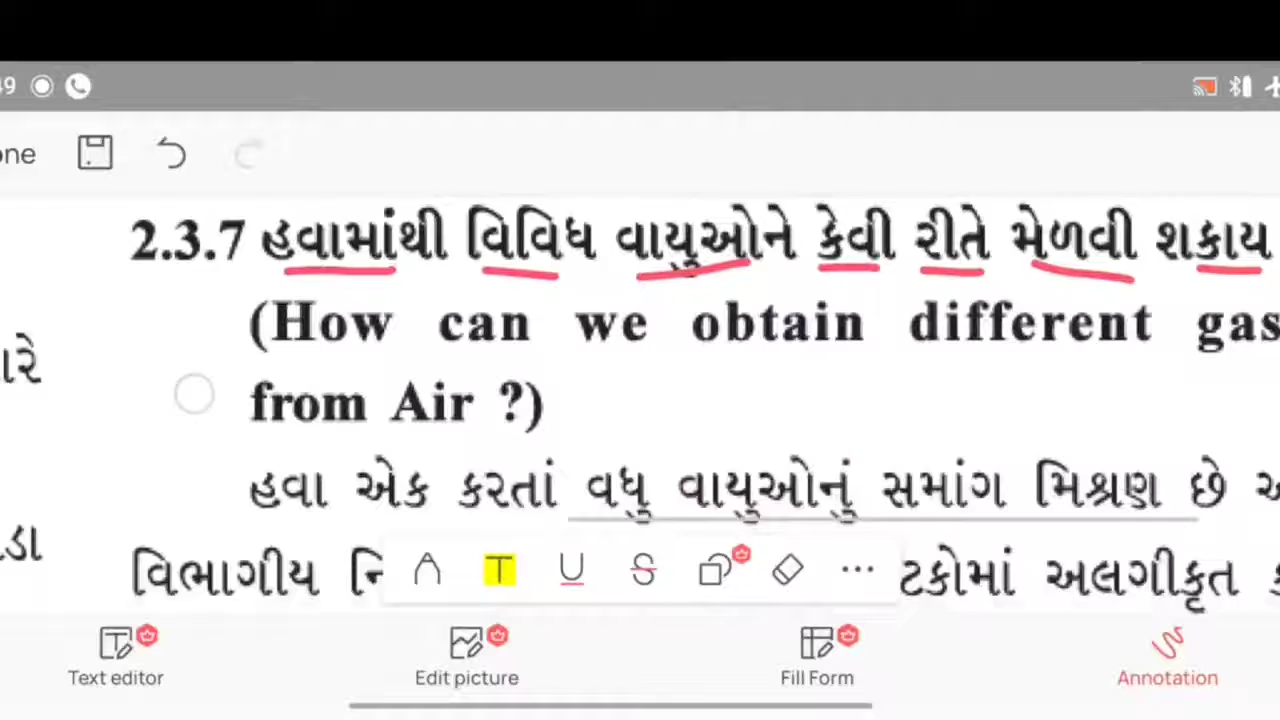 49
one
2.3.7 હવામાંથી વિવિધ વાયુઓને કેવી રીતે મેળવી શકાય
(How can we obtain different gas
ારે
from Air ?)
હવા એક કરતાં વધુ વાયુઓનું સમાંગ મિશ્રણ છે
ડા
વિભાગીય નિ ટકોમાં અલગીકૃત
Text editor
Edit picture
Fill Form
Annotation